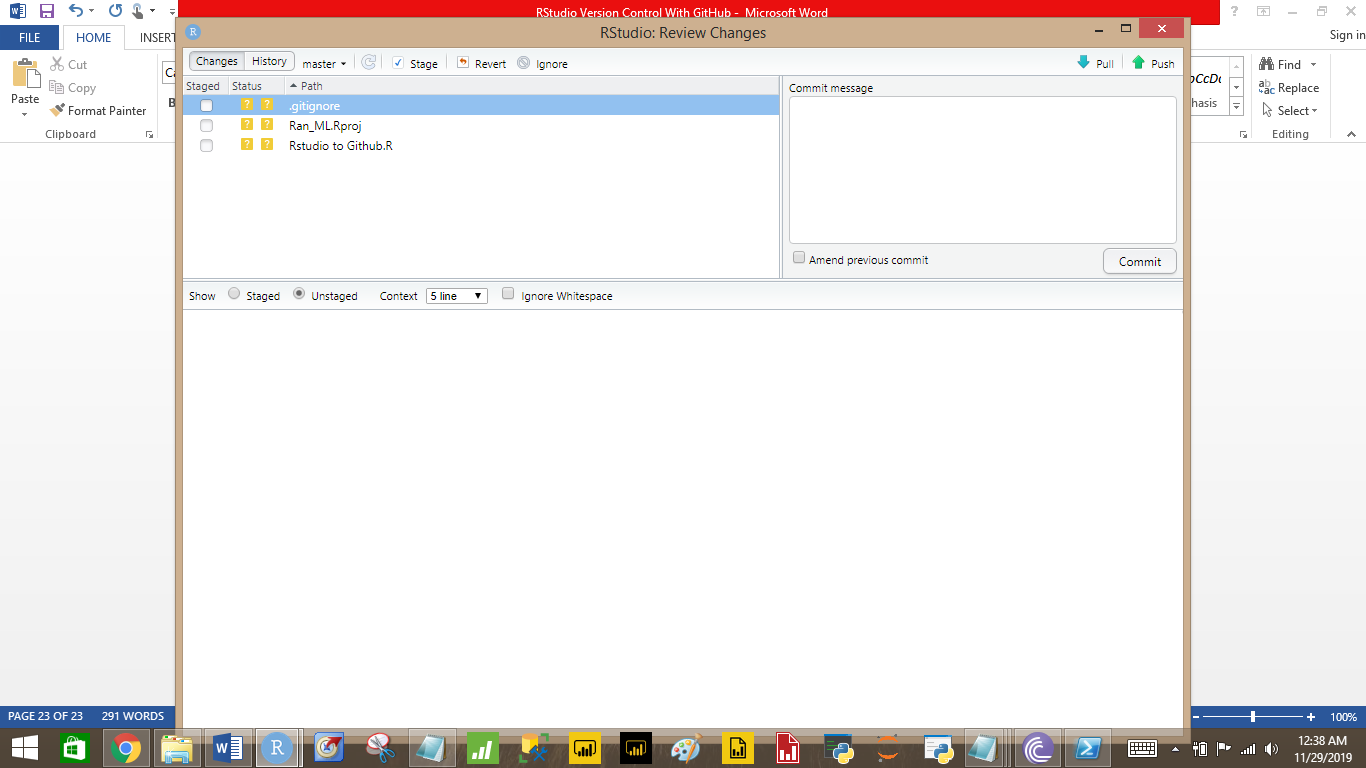 RStudio Version Control With GitHub - Microsoft Word
FILE HOME INSERT
Sign in
RStudio: Review Changes
Cut
Copy
Paste
Format Painter
Clipboard
B
Find
Replace
Select
Editing
Changes History master Stage Revert Ignore Pull Push
Staged Status Path
? ? .gitignore
? ? Ran_ML.Rproj
? ? Rstudio to Github.R
Commit message
Amend previous commit
Commit
Show Staged Unstaged Context 5 line Ignore Whitespace
PAGE 23 OF 23 291 WORDS
100%
12:38 AM
11/29/2019